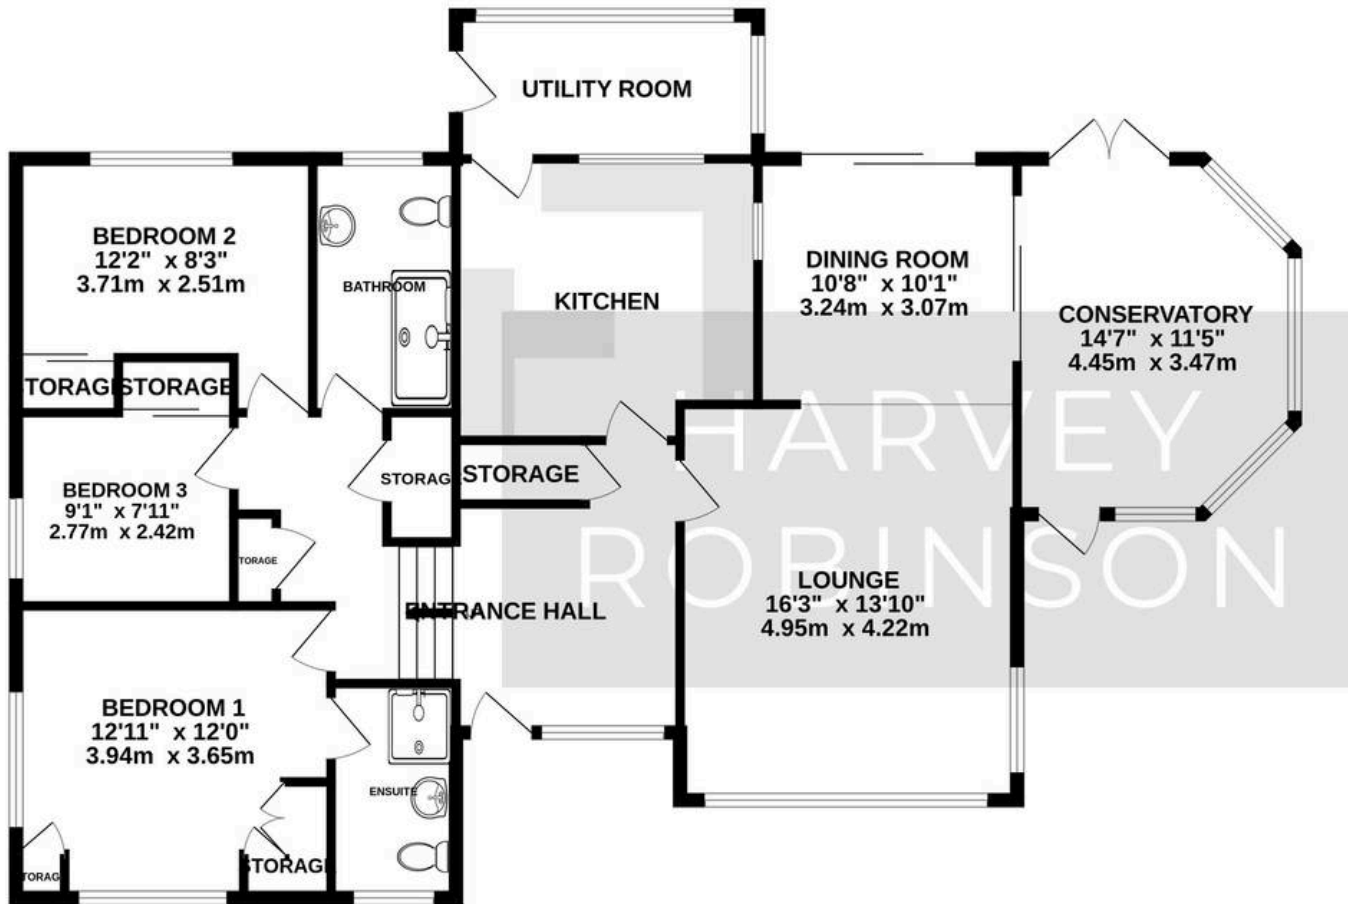 UTILITY ROOM
BEDROOM 2
12'2" x 8'3"
3.71m x 2.51m
BATHROOM
KITCHEN
DINING ROOM
10'8" x 10'1"
3.24m x 3.07m
CONSERVATORY
14'7" x 11'5"
4.45m x 3.47m
TORAGE
STORAGE
HARVEY
ROBINSON
STORAGE
STORAGE
BEDROOM 3
9'1" x 7'11"
2.77m x 2.42m
TORAGE
ENTRANCE HALL
LOUNGE
16'3" x 13'10"
4.95m x 4.22m
BEDROOM 1
12'11" x 12'0"
3.94m x 3.65m
ENSUITE
STORAGE
TORAG